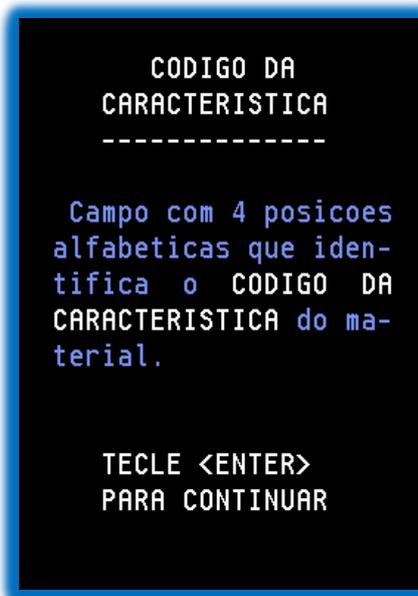 CODIGO DA
CARACTERISTICA
--------------
Campo com 4 posicoes
alfabeticas que iden-
tifica o CODIGO DA
CARACTERISTICA do ma-
terial.
TECLE <ENTER>
PARA CONTINUAR